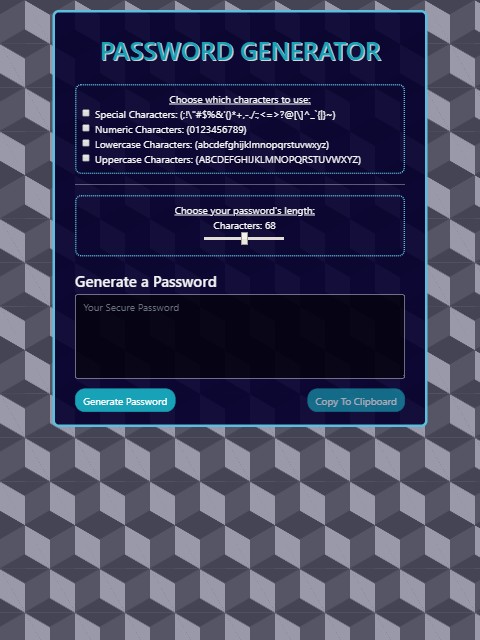 PASSWORD GENERATOR
Choose which characters to use:
Special Characters: (;!\"#$%&'()*+,-./:;<=>?@[\]^_`{|}~)
Numeric Characters: (0123456789)
Lowercase Characters: (abcdefghijklmnopqrstuvwxyz)
Uppercase Characters: (ABCDEFGHIJKLMNOPQRSTUVWXYZ)
Choose your password's length:
Characters: 68
Generate a Password
Your Secure Password
Generate Password
Copy To Clipboard